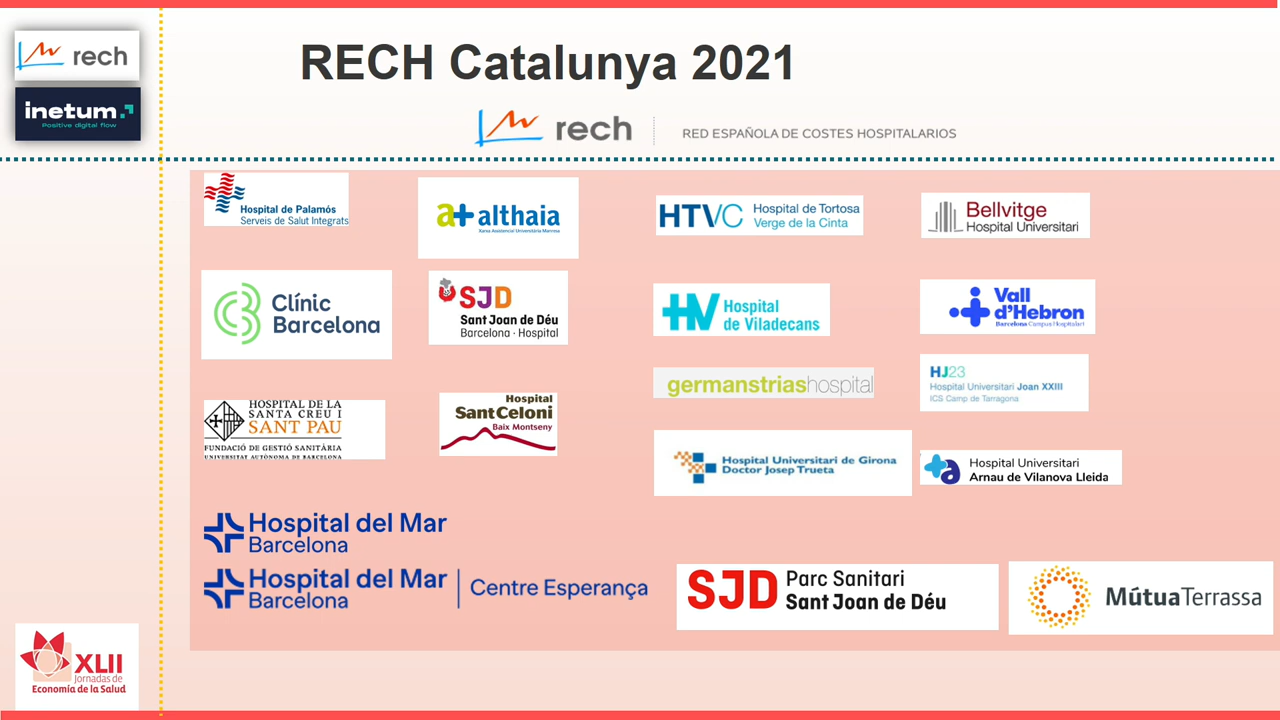 rech
inetum.
Positive digital flow
RECH Catalunya 2021
rech
RED ESPAÑOLA DE COSTES HOSPITALARIOS
Hospital de Palamós
Serveis de Salut Integrats
a+ althaia
Xarxa Assistencial Universitària Manresa
HTVC Hospital de Tortosa
Verge de la Cinta
Bellvitge
Hospital Universitari
Clínic
Barcelona
SJD
Sant Joan de Déu
Barcelona · Hospital
HV Hospital
de Viladecans
Vall
d'Hebron
Barcelona Campus Hospitalari
germanstriashospital
HJ23
Hospital Universitari Joan XXIII
ICS Camp de Tarragona
HOSPITAL DE LA
SANTA CREU I
SANT PAU
FUNDACIÓ DE GESTIÓ SANITÀRIA
UNIVERSITAT AUTÒNOMA DE BARCELONA
Hospital
Sant Celoni
Baix Montseny
Hospital Universitari de Girona
Doctor Josep Trueta
a Hospital Universitari
Arnau de Vilanova Lleida
Hospital del Mar
Barcelona
Hospital del Mar
Barcelona
Centre Esperança
SJD Parc Sanitari
Sant Joan de Déu
MútuaTerrassa
XLII
Jornadas de
Economía de la Salud